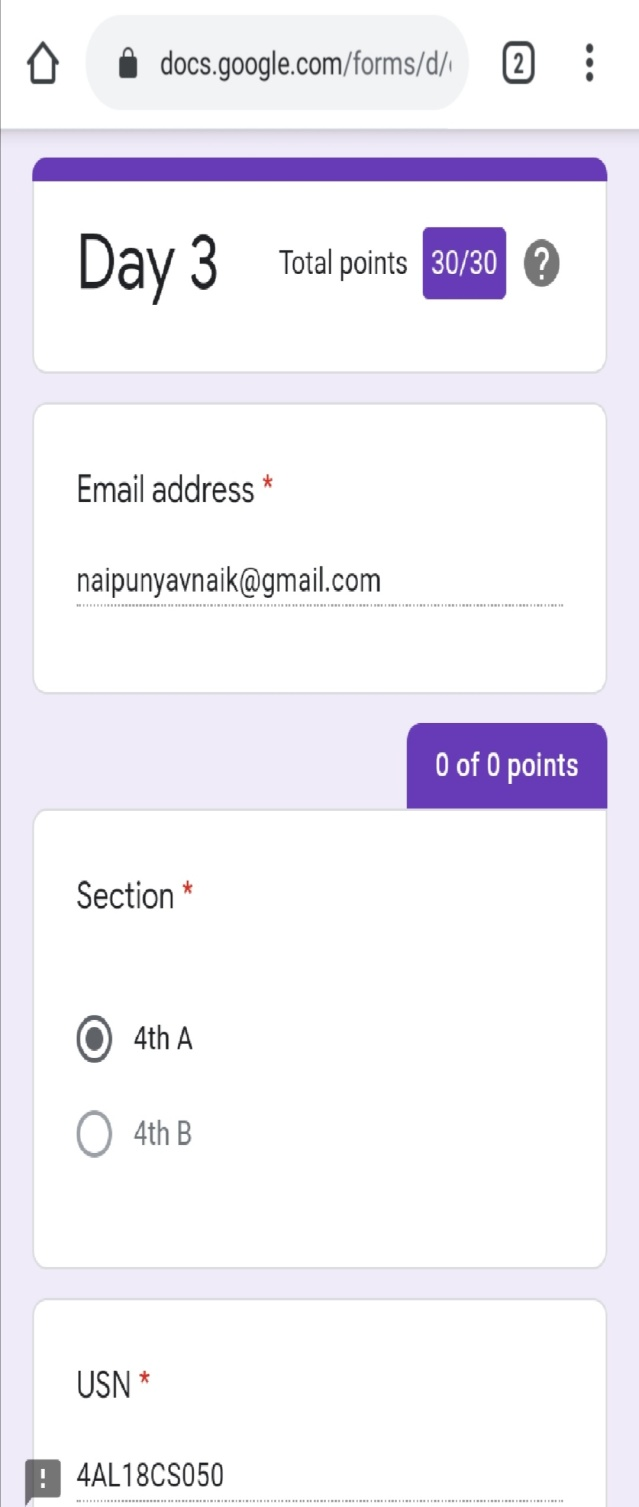 docs.google.com/forms/d/
2
Day 3
Total points 30/30 ?
Email address *
naipunyavnaik@gmail.com
0 of 0 points
Section *
4th A
4th B
USN *
! 4AL18CS050